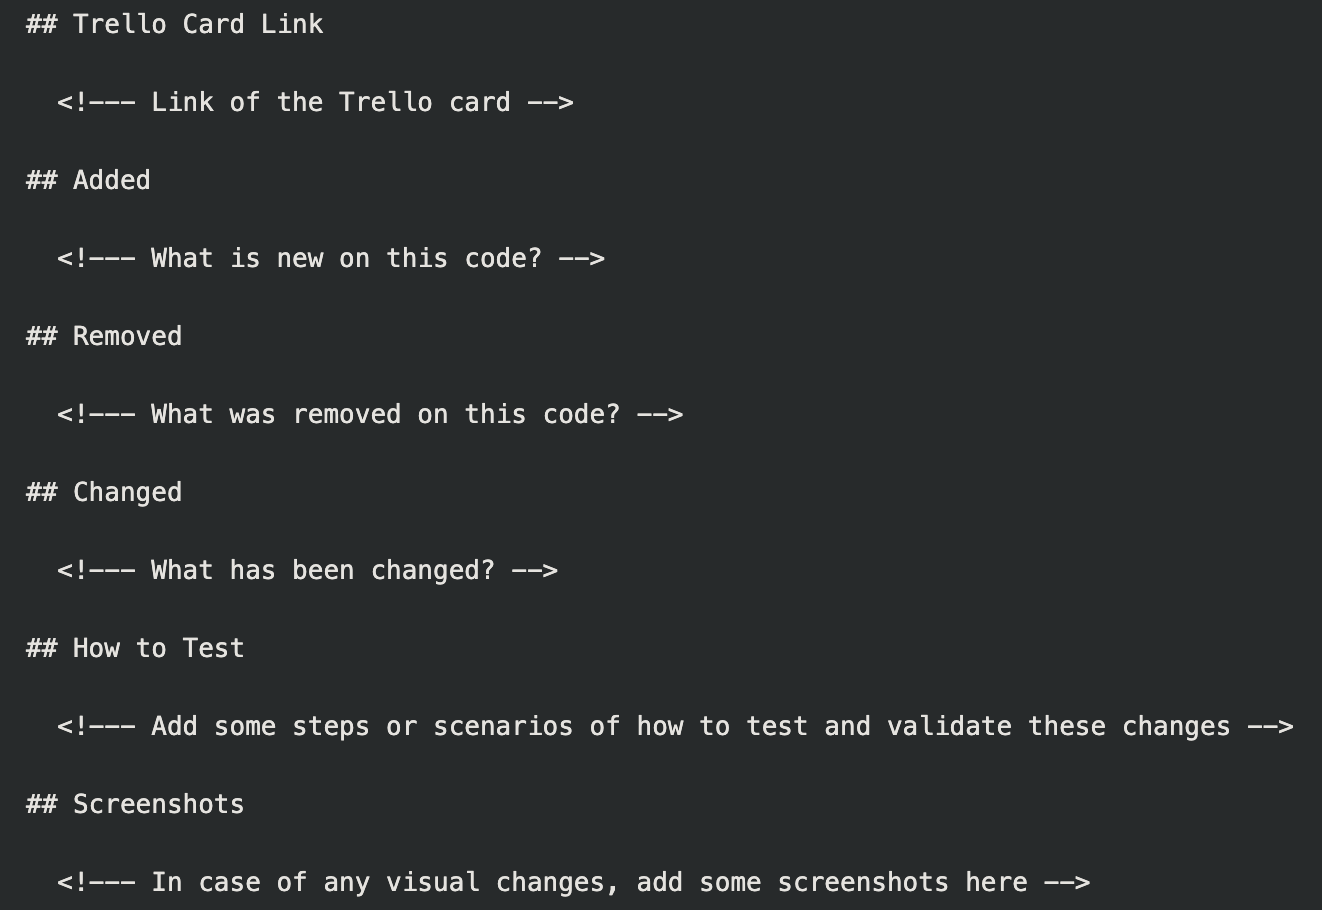 ## Trello Card Link
<!--- Link of the Trello card -->
## Added
<!--- What is new on this code? -->
## Removed
<!--- What was removed on this code? -->
## Changed
<!--- What has been changed? -->
## How to Test
<!--- Add some steps or scenarios of how to test and validate these changes -->
## Screenshots
<!--- In case of any visual changes, add some screenshots here -->